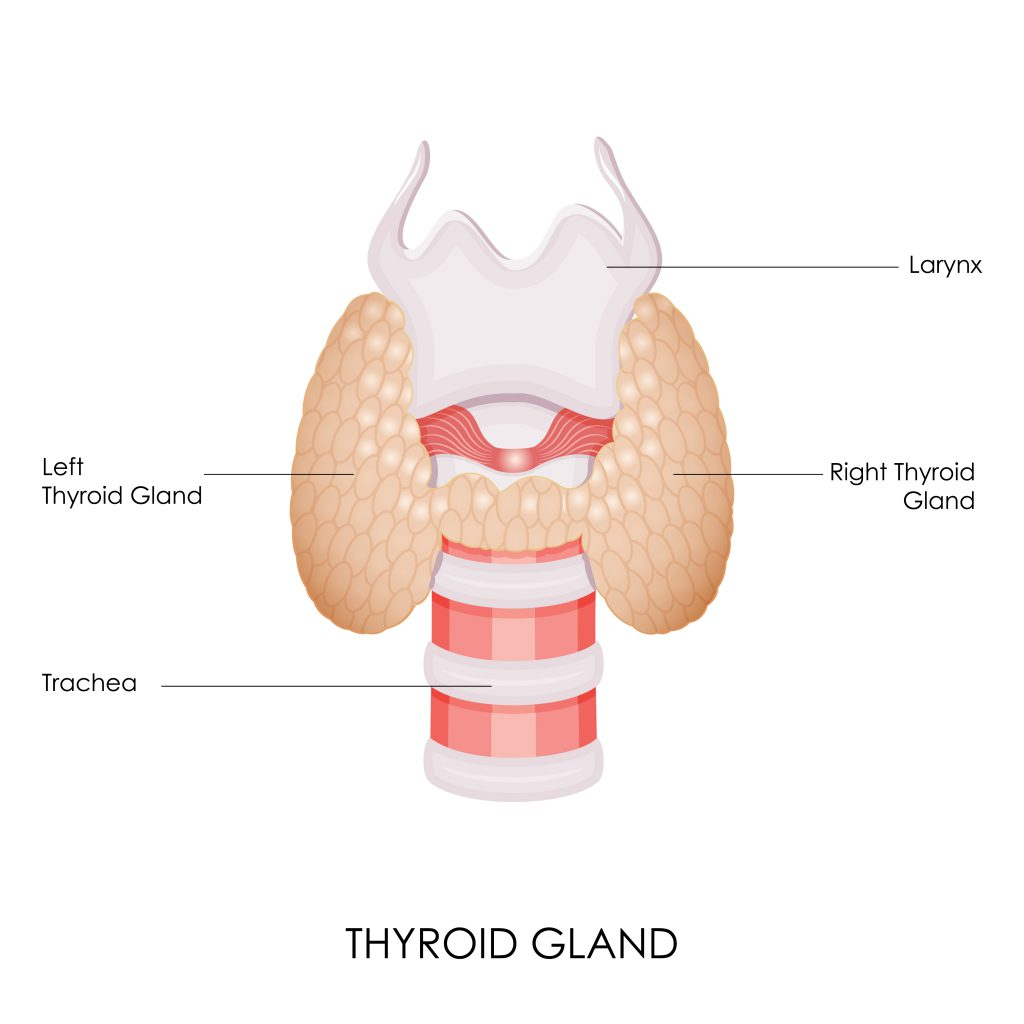 Larynx
Left
Thyroid Gland
Right Thyroid
Gland
Trachea
THYROID GLAND